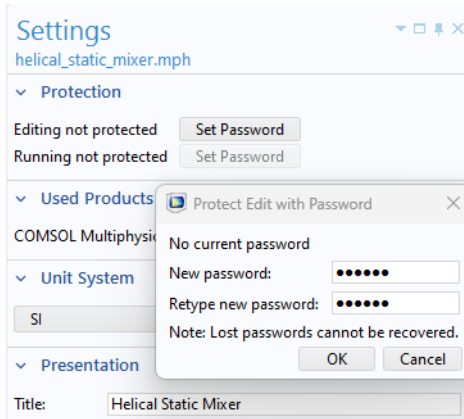 Settings
helical_static_mixer.mph
Protection
Editing not protected Set Password
Running not protected Set Password
Used Products
COMSOL Multiphysi
Unit System
SI
Presentation
Title: Helical Static Mixer
Protect Edit with Password
No current password
New password: ●●●●●●
Retype new password: ●●●●●●
Note: Lost passwords cannot be recovered.
OK Cancel